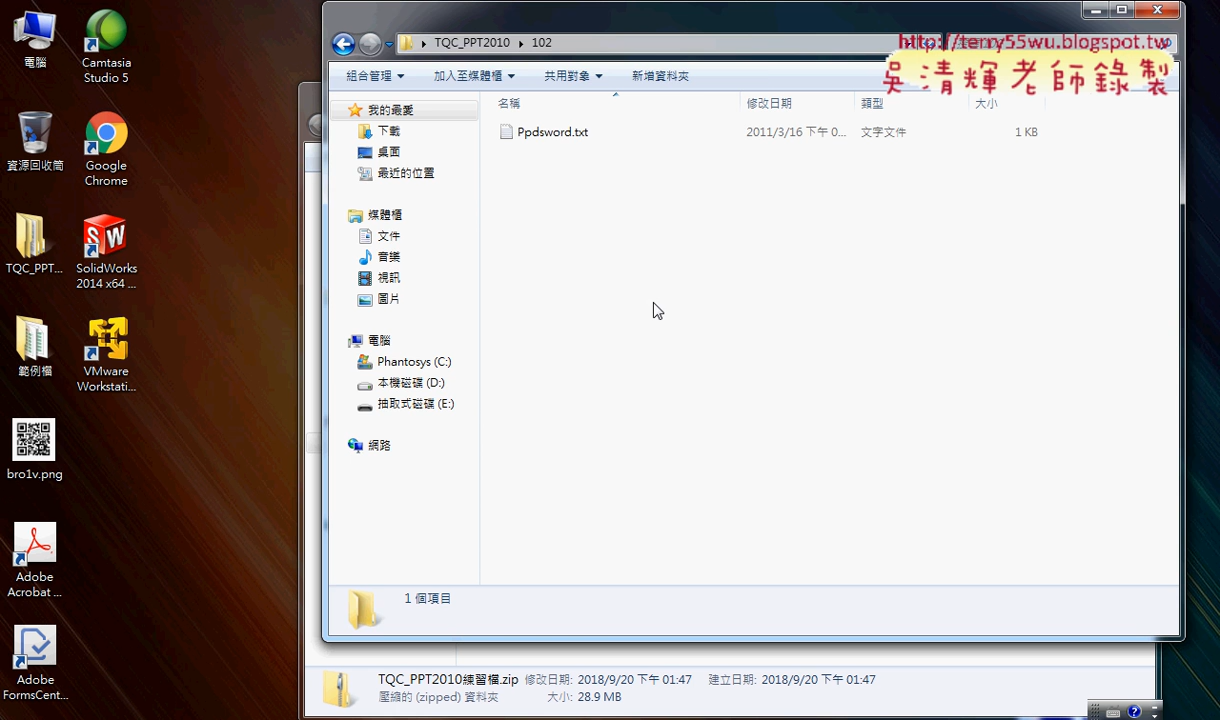 電腦
Camtasia
Studio 5
資源回收筒
Google
Chrome
TQC_PPT...
SolidWorks
2014 x64 ...
範例檔
VMware
Workstati...
bro1v.png
Adobe
Acrobat ...
Adobe
FormsCent...
TQC_PPT2010 ▸ 102
http://terry55wu.blogspot.tw
吳清輝老師錄製
組合管理 ▼ 加入至媒體櫃 ▼ 共用對象 ▼ 新增資料夾
名稱 修改日期 類型 大小
Ppdsword.txt 2011/3/16 下午 0... 文字文件 1 KB
我的最愛
下載
桌面
最近的位置
媒體櫃
文件
音樂
視訊
圖片
電腦
Phantosys (C:)
本機磁碟 (D:)
抽取式磁碟 (E:)
網路
1 個項目
TQC_PPT2010練習檔.zip 修改日期: 2018/9/20 下午 01:47 建立日期: 2018/9/20 下午 01:47
壓縮的 (zipped) 資料夾 大小: 28.9 MB